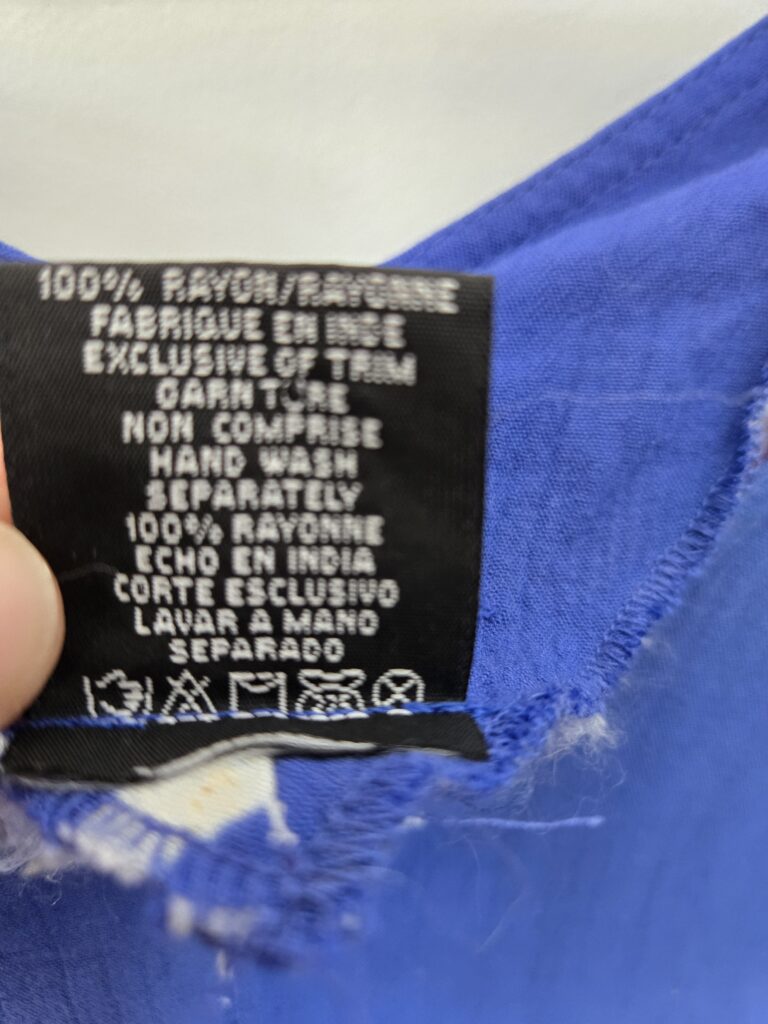 100% RAYON/RAYONNE
FABRIQUE EN INDE
EXCLUSIVE OF TRIM
GARNTURE
NON COMPRISE
HAND WASH
SEPARATELY
100% RAYONNE
ECHO EN INDIA
CORTE ESCLUSIVO
LAVAR A MANO
SEPARADO